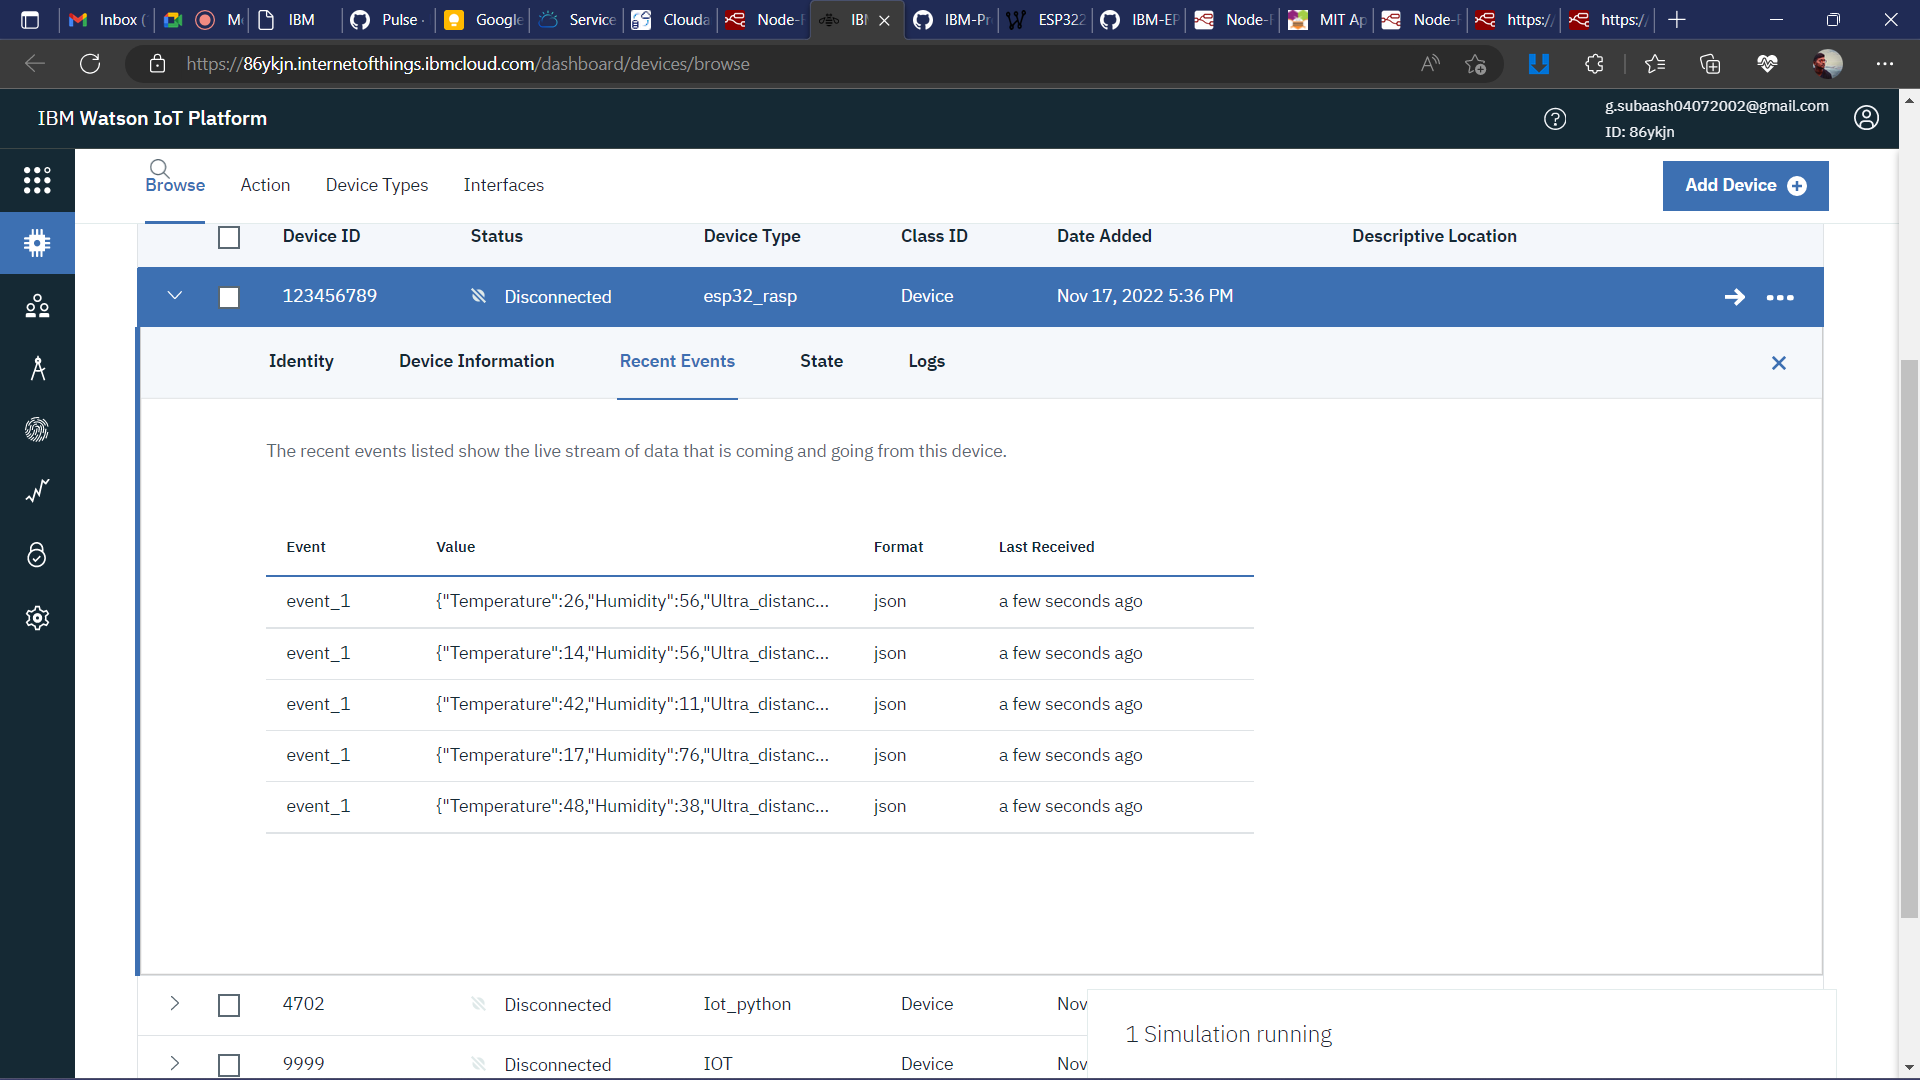 Inbox (
M
IBM
Pulse -
Google
Service
Clouda
Node-F
IBM
IBM-Pr
ESP322
IBM-EP
Node-F
MIT Ap
Node-F
https:/
https:/
https://86ykjn.internetofthings.ibmcloud.com/dashboard/devices/browse
IBM Watson IoT Platform
g.subaash04072002@gmail.com
ID: 86ykjn
Browse Action Device Types Interfaces
Add Device
Device ID Status Device Type Class ID Date Added Descriptive Location
123456789 Disconnected esp32_rasp Device Nov 17, 2022 5:36 PM
Identity Device Information Recent Events State Logs
The recent events listed show the live stream of data that is coming and going from this device.
Event Value Format Last Received
event_1 {"Temperature":26,"Humidity":56,"Ultra_distanc... json a few seconds ago
event_1 {"Temperature":14,"Humidity":56,"Ultra_distanc... json a few seconds ago
event_1 {"Temperature":42,"Humidity":11,"Ultra_distanc... json a few seconds ago
event_1 {"Temperature":17,"Humidity":76,"Ultra_distanc... json a few seconds ago
event_1 {"Temperature":48,"Humidity":38,"Ultra_distanc... json a few seconds ago
4702 Disconnected Iot_python Device Nov
9999 Disconnected IOT Device Nov
1 Simulation running